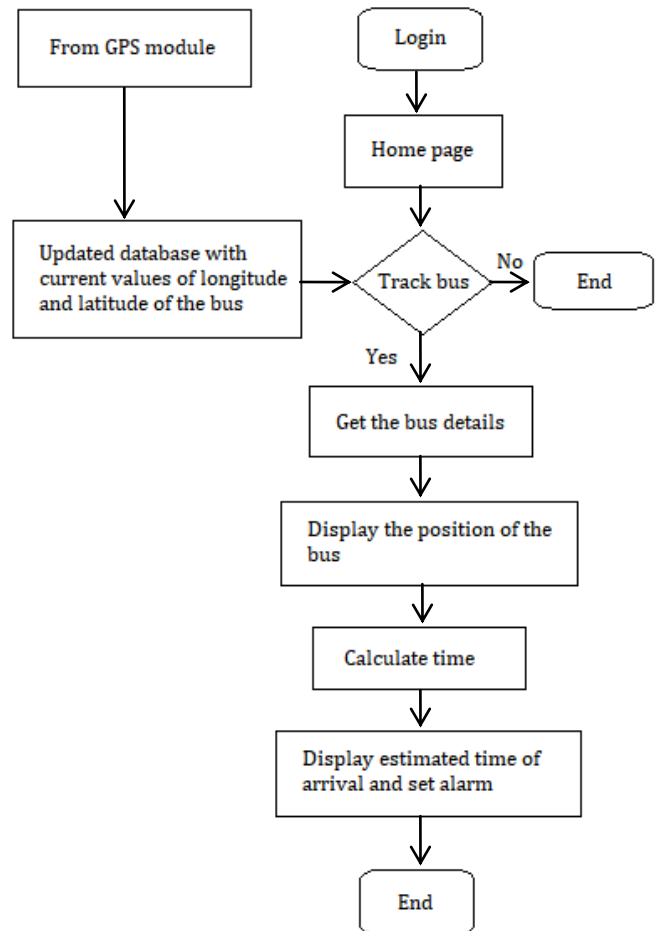 From GPS module
Login
Home page
Updated database with
current values of longitude
and latitude of the bus
Track bus
No
End
Yes
Get the bus details
Display the position of the
bus
Calculate time
Display estimated time of
arrival and set alarm
End